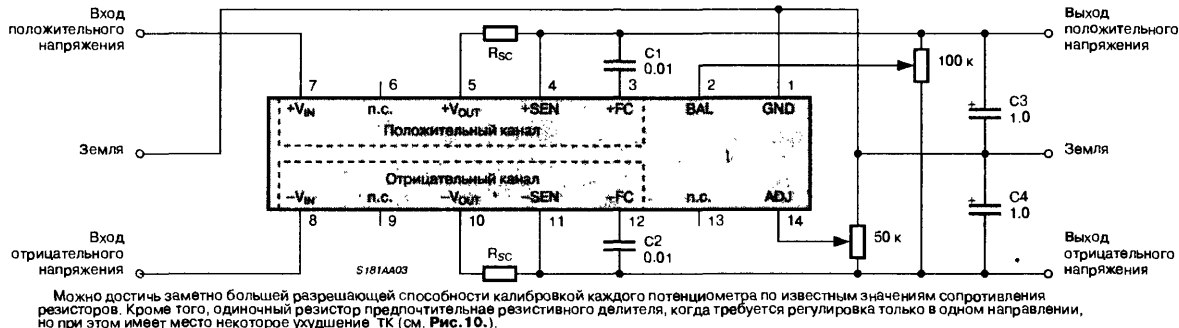 Вход
положительного
напряжения
Земля
Вход
отрицательного
напряжения
RSC
C1
0.01
100 к
C3
1.0
Выход
положительного
напряжения
Земля
7 6 5 4 3 2 1
+VIN n.c. +VOUT +SEN +FC BAL GND
Положительный канал
Отрицательный канал
–VIN n.c. –VOUT –SEN –FC n.c. ADJ
8 9 10 11 12 13 14
C4
1.0
50 к
RSC
C2
0.01
S181AA03
Выход
отрицательного
напряжения
Можно достичь заметно большей разрешающей способности калибровкой каждого потенциометра по известным значениям сопротивления
резисторов. Кроме того, одиночный резистор предпочтительнее резистивного делителя, когда требуется регулировка только в одном направлении,
но при этом имеет место некоторое ухудшение ТК (см. Рис.10.).